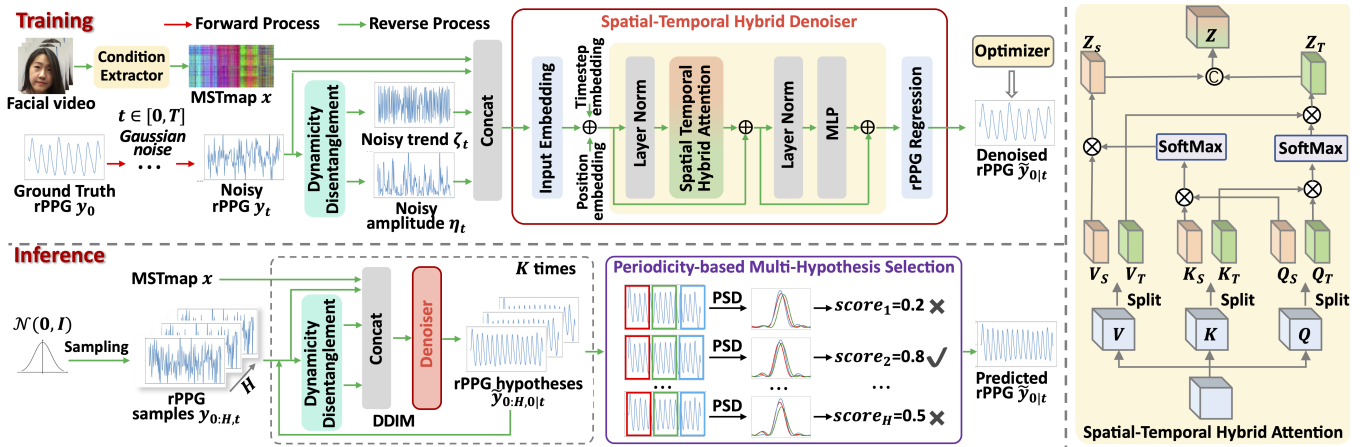 Training
Forward Process
Reverse Process
Facial video
Condition
Extractor
MSTmap x
t ∈ [0, T]
Gaussian
noise
...
Ground Truth
rPPG y_0
Noisy
rPPG y_t
Dynamicity
Disentanglement
Noisy trend ζ_t
Noisy
amplitude η_t
Concat
Spatial-Temporal Hybrid Denoiser
Input Embedding
Timestep
embedding
Position
embedding
Layer Norm
Spatial Temporal
Hybrid Attention
Layer Norm
MLP
rPPG Regression
Optimizer
Denoised
rPPG ỹ_{0|t}
Inference
MSTmap x
𝒩(0, I)
Sampling
rPPG
samples y_{0:H,t}
H
Dynamicity
Disentanglement
Concat
Denoiser
DDIM
K times
rPPG hypotheses
ỹ_{0:H,0|t}
Periodicity-based Multi-Hypothesis Selection
PSD
score_1=0.2
PSD
score_2=0.8
...
...
PSD
score_H=0.5
Predicted
rPPG ỹ_{0|t}
Z_s
Z
Z_T
©
SoftMax
SoftMax
V_S
V_T
K_S
K_T
Q_S
Q_T
Split
Split
Split
V
K
Q
Spatial-Temporal Hybrid Attention